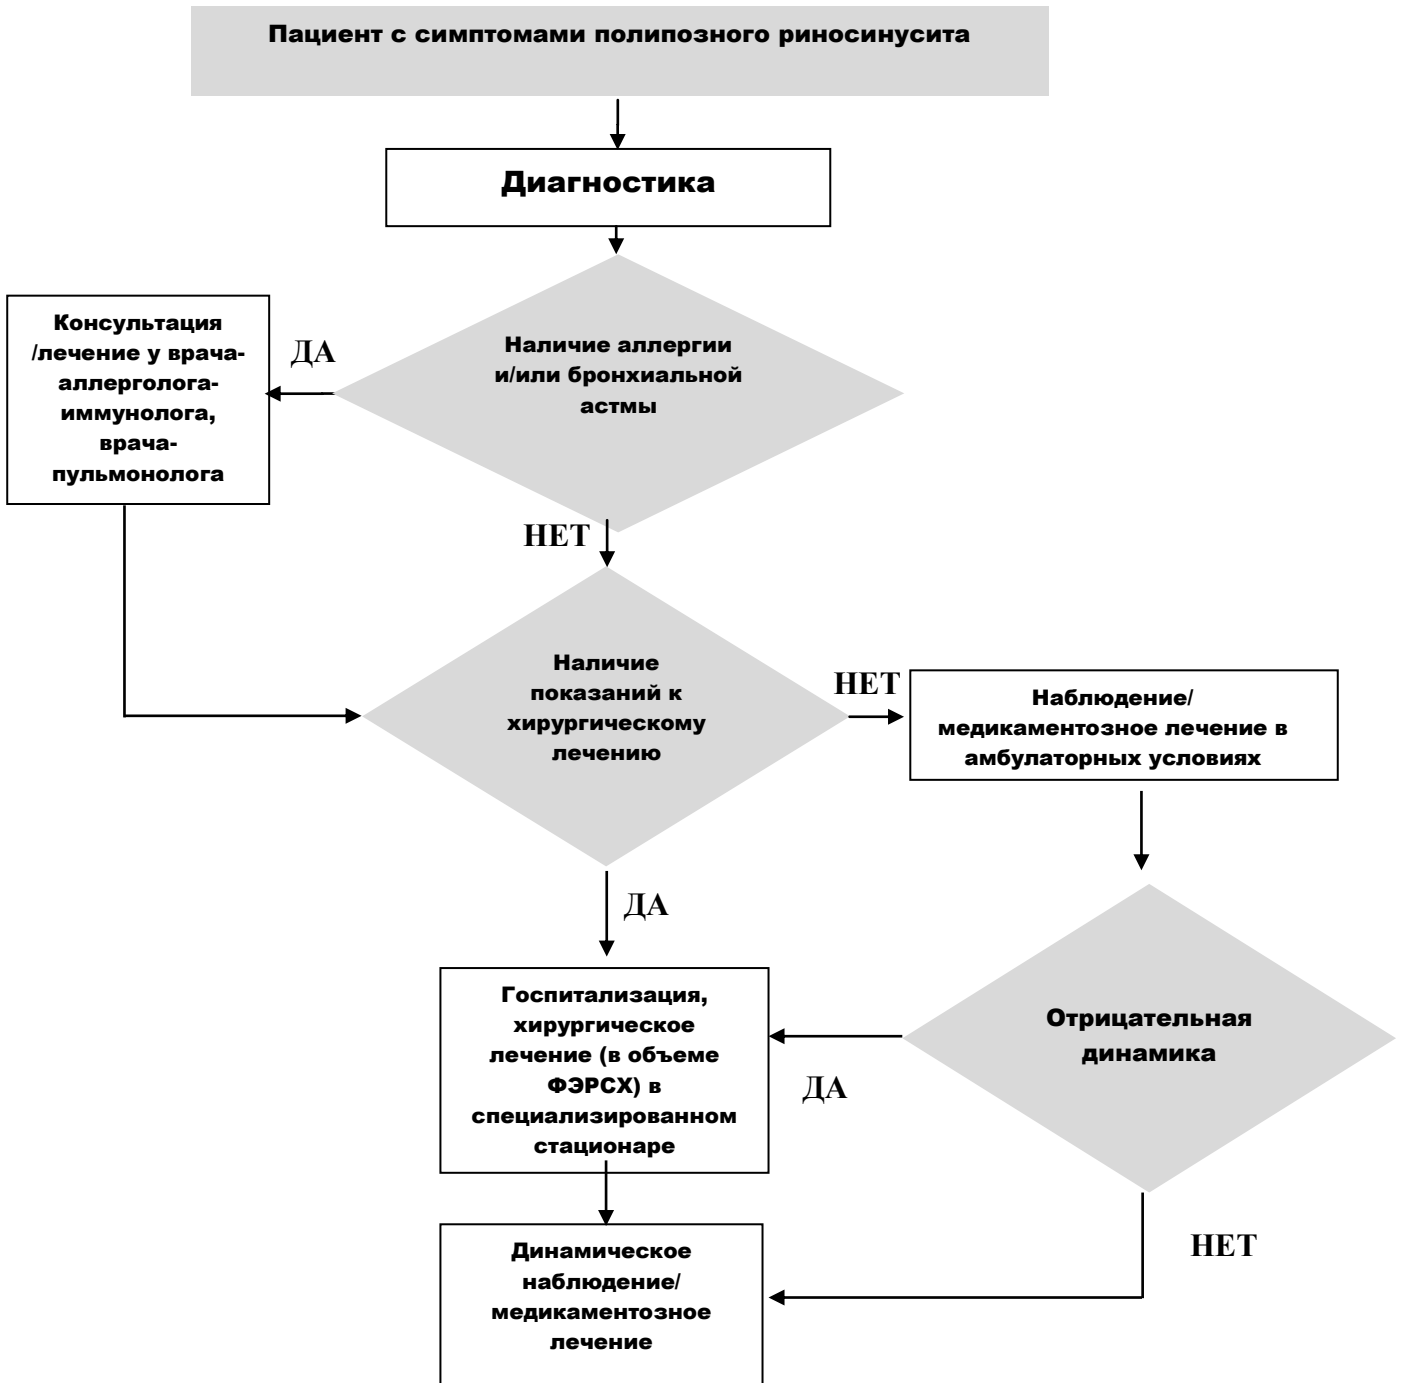 Пациент с симптомами полипозного риносинусита
Диагностика
Наличие аллергии
и/или бронхиальной
астмы
ДА
Консультация
/лечение у врача-
аллерголога-
иммунолога,
врача-
пульмонолога
НЕТ
Наличие
показаний к
хирургическому
лечению
НЕТ
Наблюдение/
медикаментозное лечение в
амбулаторных условиях
ДА
Госпитализация,
хирургическое
лечение (в объеме
ФЭРСХ) в
специализированном
стационаре
Отрицательная
динамика
ДА
НЕТ
Динамическое
наблюдение/
медикаментозное
лечение